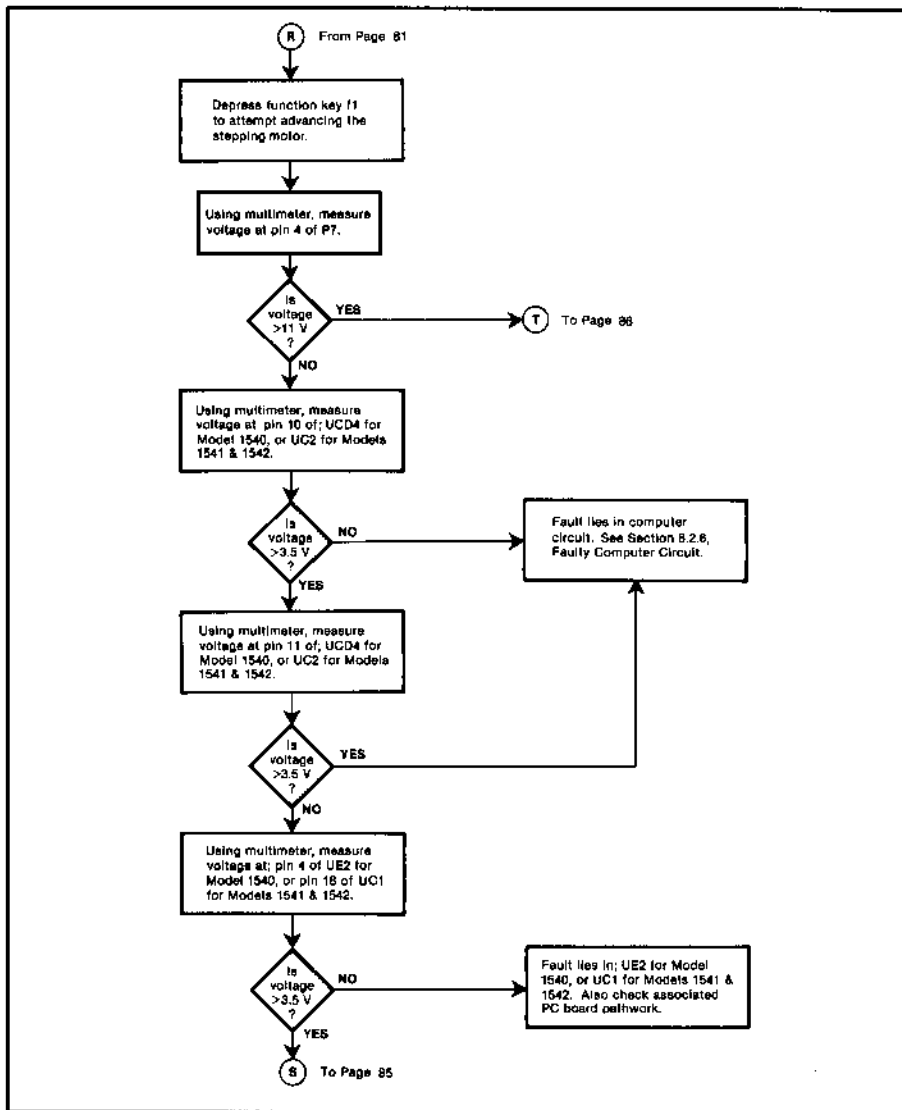 R From Page 81
Depress function key f1
to attempt advancing the
stepping motor.
Using multimeter, measure
voltage at pin 4 of P7.
Is
voltage
>11 V
?
YES
T To Page 86
NO
Using multimeter, measure
voltage at pin 10 of; UCD4 for
Model 1540, or UC2 for Models
1541 & 1542.
Is
voltage
>3.5 V
?
NO
Fault lies in computer
circuit. See Section 6.2.6,
Faulty Computer Circuit.
YES
Using multimeter, measure
voltage at pin 11 of; UCD4 for
Model 1540, or UC2 for Models
1541 & 1542.
Is
voltage
>3.5 V
?
YES
NO
Using multimeter, measure
voltage at; pin 4 of UE2 for
Model 1540, or pin 18 of UC1
for Models 1541 & 1542.
Is
voltage
>3.5 V
?
NO
Fault lies in; UE2 for Model
1540, or UC1 for Models 1541 &
1542. Also check associated
PC board pathwork.
YES
S To Page 85